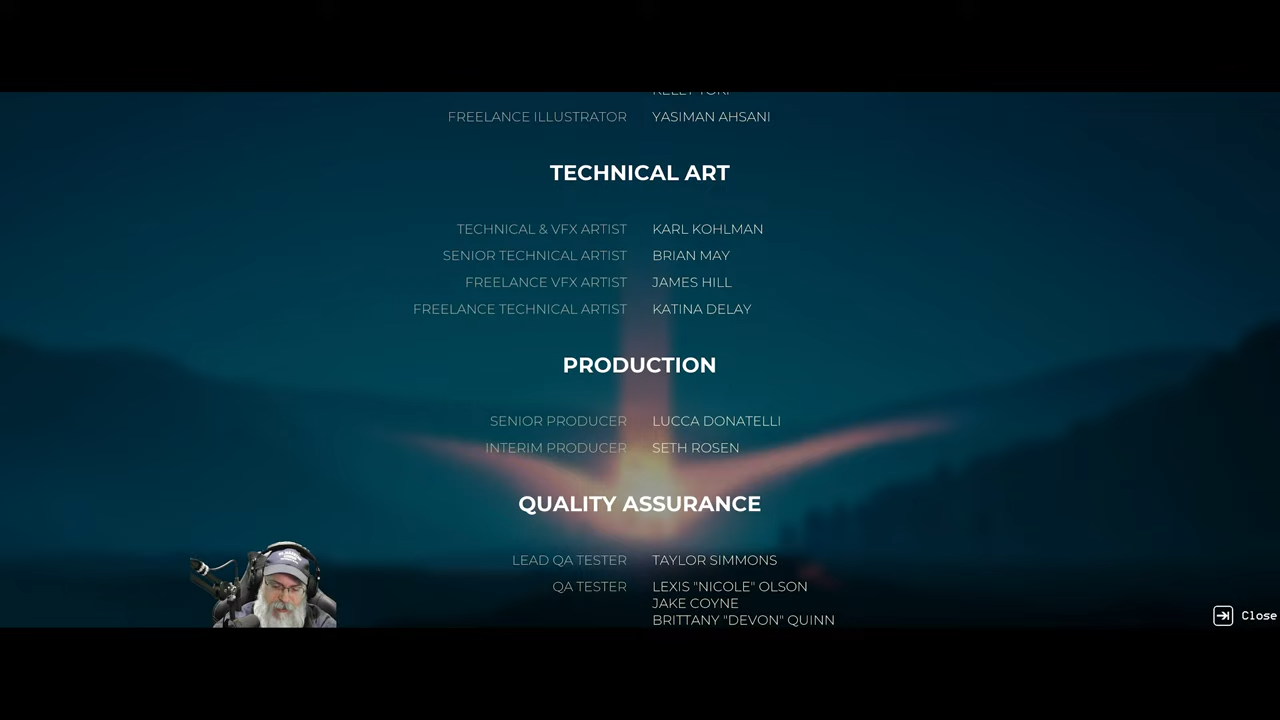 FREELANCE ILLUSTRATOR YASIMAN AHSANI
TECHNICAL ART
TECHNICAL & VFX ARTIST KARL KOHLMAN
SENIOR TECHNICAL ARTIST BRIAN MAY
FREELANCE VFX ARTIST JAMES HILL
FREELANCE TECHNICAL ARTIST KATINA DELAY
PRODUCTION
SENIOR PRODUCER LUCCA DONATELLI
INTERIM PRODUCER SETH ROSEN
QUALITY ASSURANCE
LEAD QA TESTER TAYLOR SIMMONS
QA TESTER LEXIS "NICOLE" OLSON
JAKE COYNE
BRITTANY "DEVON" QUINN
Close